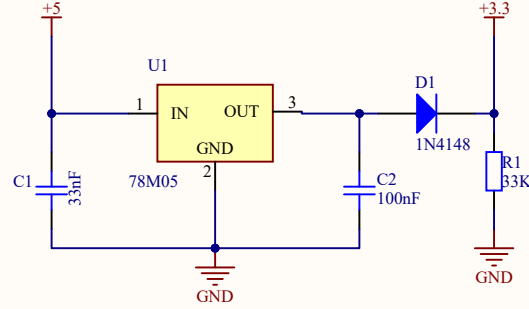 +5
+3.3
U1
D1
1
IN
OUT
3
GND
2
1N4148
C1
33nF
78M05
C2
100nF
R1
33K
GND
GND